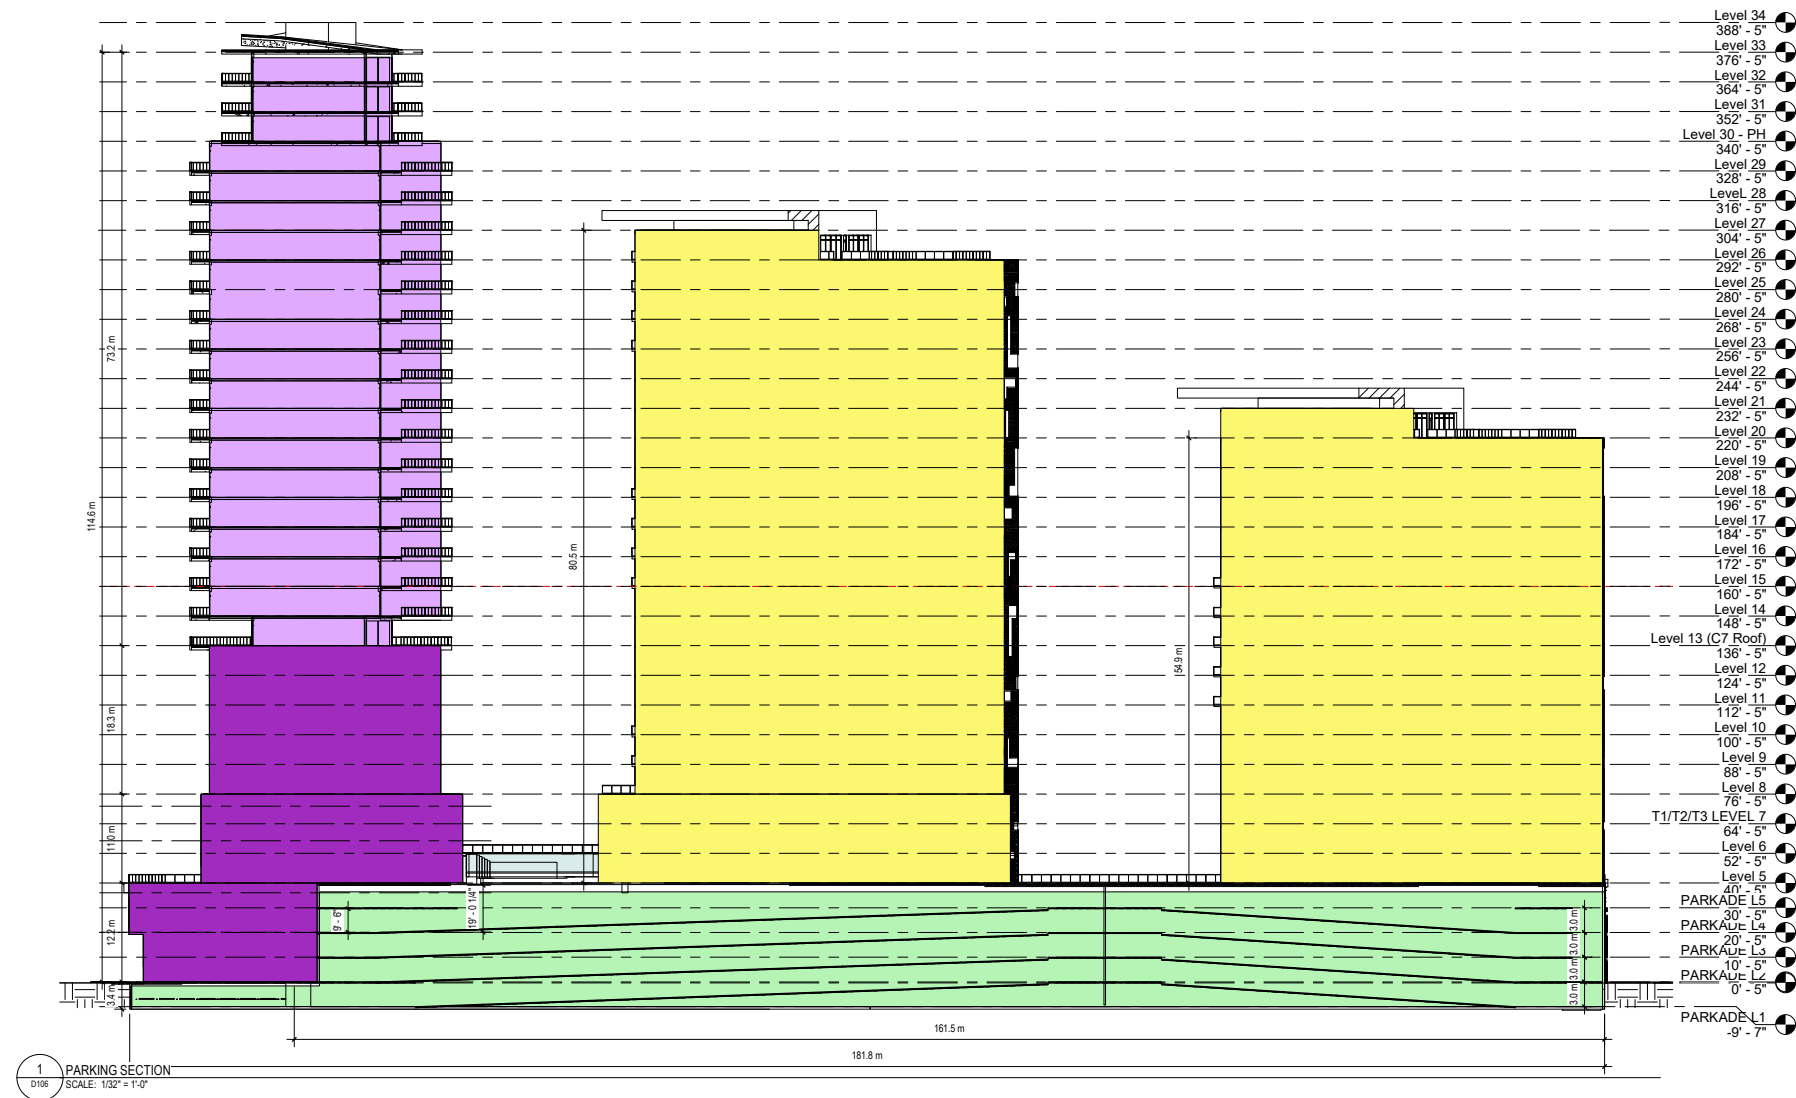 Level 34
388' - 5"
Level 33
376' - 5"
Level 32
364' - 5"
Level 31
352' - 5"
Level 30 - PH
340' - 5"
Level 29
328' - 5"
LeveL 28
316' - 5"
Level 27
304' - 5"
Level 26
292' - 5"
Level 25
280' - 5"
Level 24
268' - 5"
Level 23
256' - 5"
Level 22
244' - 5"
Level 21
232' - 5"
Level 20
220' - 5"
Level 19
208' - 5"
Level 18
196' - 5"
Level 17
184' - 5"
Level 16
172' - 5"
Level 15
160' - 5"
Level 14
148' - 5"
Level 13 (C7 Roof)
136' - 5"
Level 12
124' - 5"
Level 11
112' - 5"
Level 10
100' - 5"
Level 9
88' - 5"
Level 8
76' - 5"
T1/T2/T3 LEVEL 7
64' - 5"
Level 6
52' - 5"
Level 5
40' - 5"
PARKADE L5
30' - 5"
PARKADE L4
20' - 5"
PARKADE L3
10' - 5"
PARKADE L2
0' - 5"
PARKADE L1
-9' - 7"
73.2 m
114.6 m
18.3 m
11.0 m
12.2 m
3.4 m
80.5 m
54.9 m
9' - 6"
19' - 0 1/4"
3.0 m
3.0 m
3.0 m
3.0 m
161.5 m
181.8 m
1
D106
PARKING SECTION
SCALE: 1/32" = 1'-0"